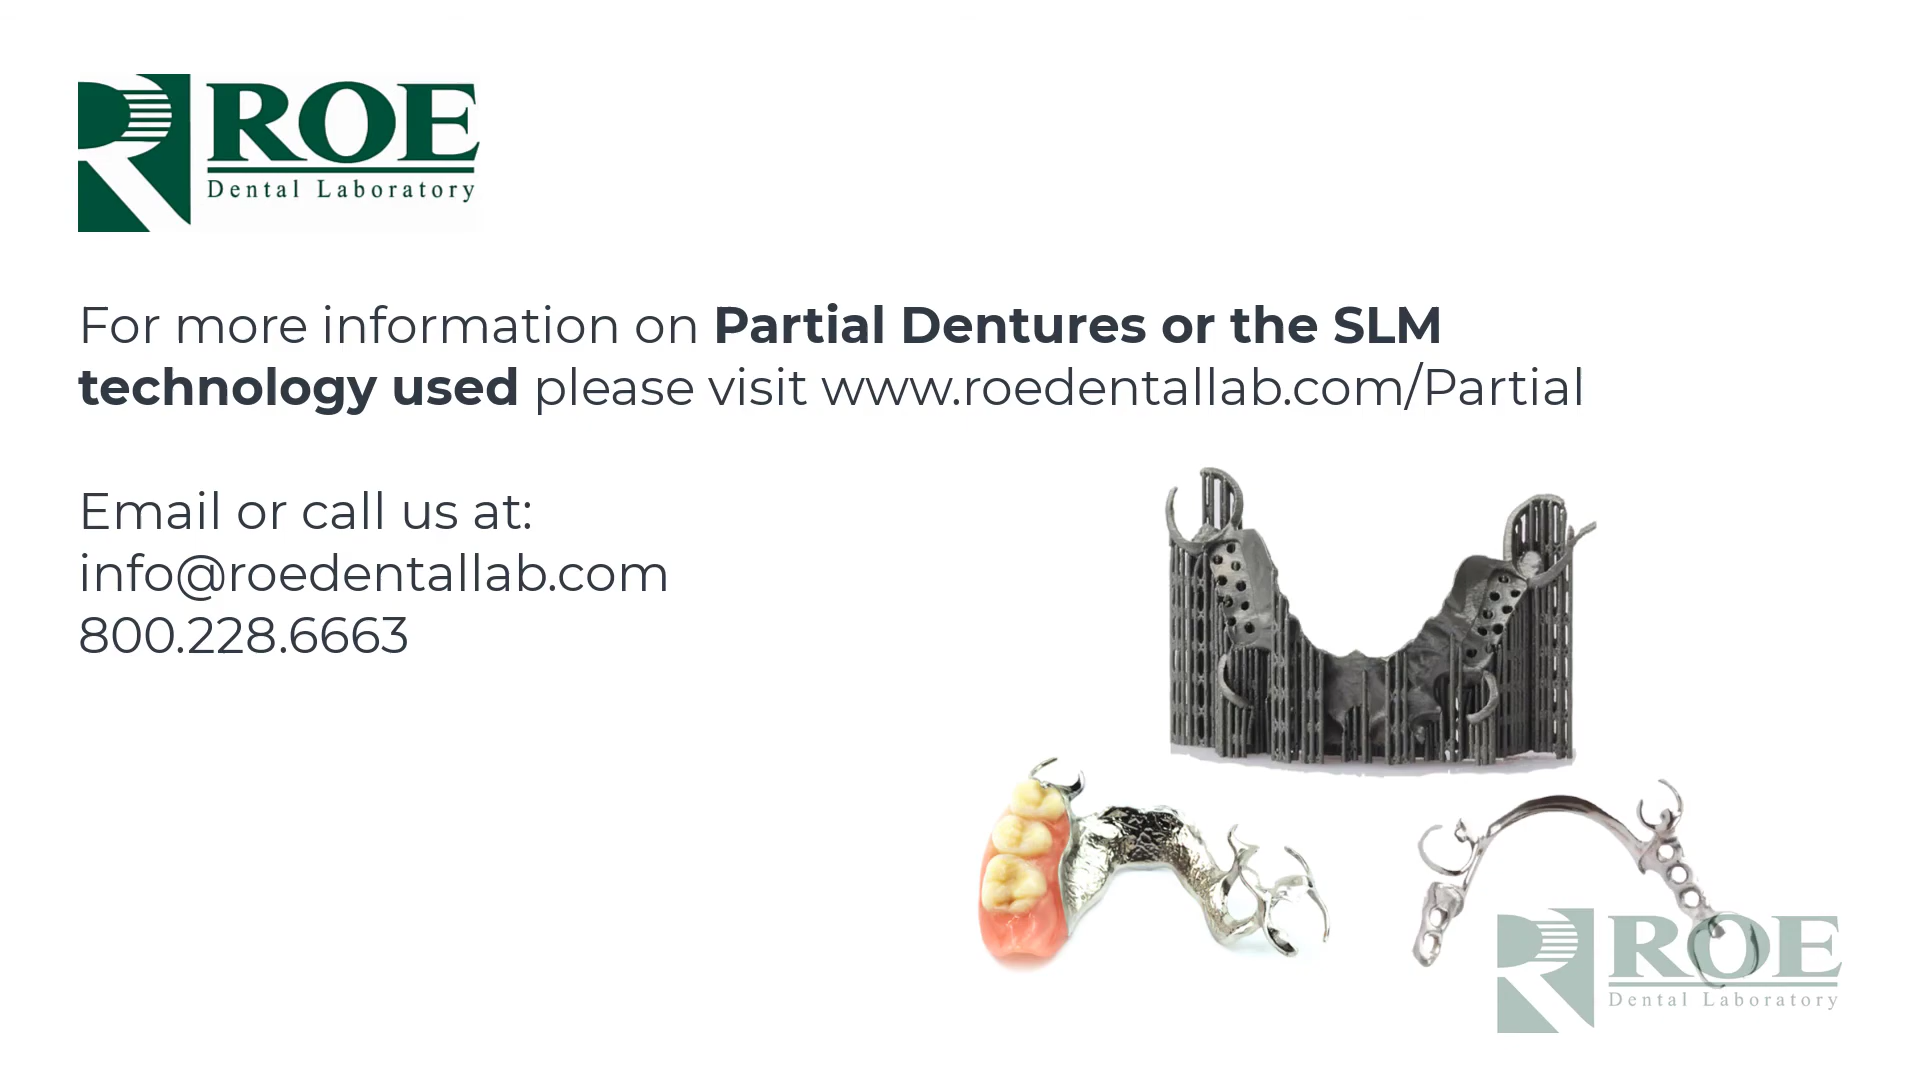 ROE
Dental Laboratory
For more information on Partial Dentures or the SLM
technology used please visit www.roedentallab.com/Partial
Email or call us at:
info@roedentallab.com
800.228.6663
ROE
Dental Laboratory